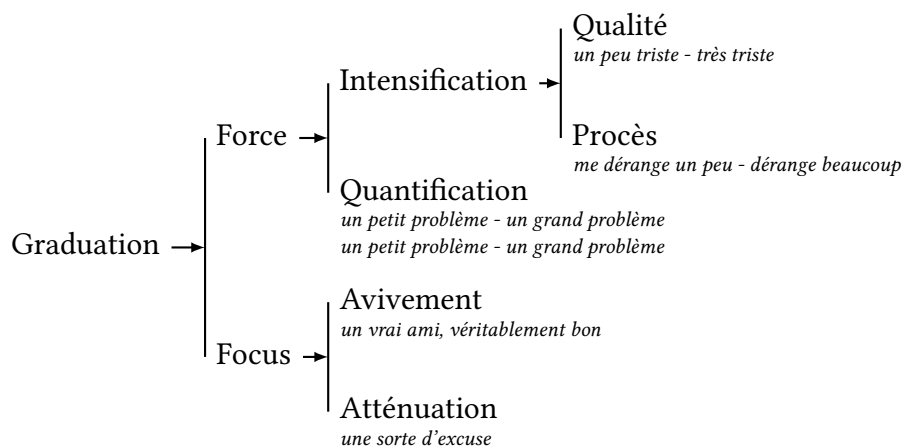 Qualité
un peu triste - très triste
Intensification
Procès
me dérange un peu - dérange beaucoup
Force
Quantification
un petit problème - un grand problème
un petit problème - un grand problème
Graduation
Avivement
un vrai ami, véritablement bon
Focus
Atténuation
une sorte d'excuse